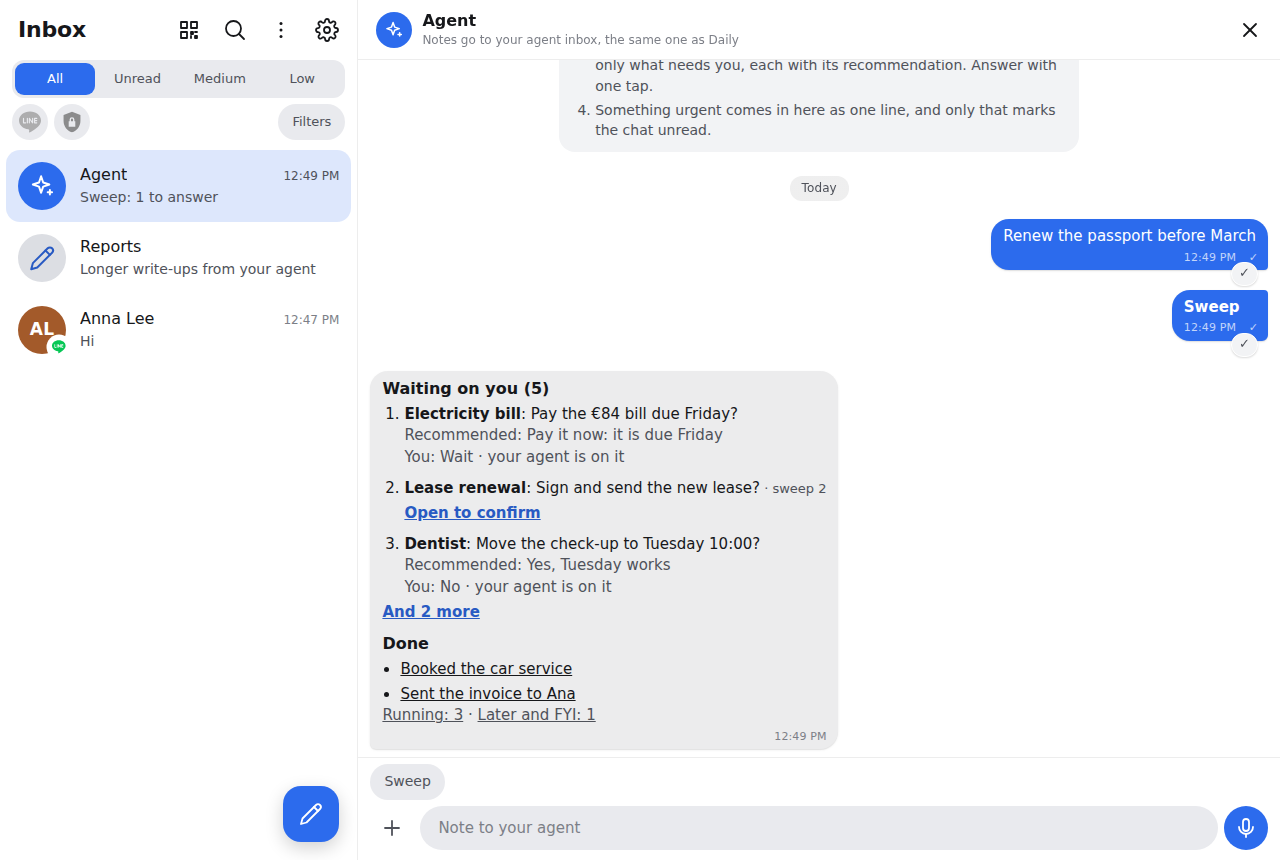 Inbox
All
Unread
Medium
Low
LINE
Filters
Agent
12:49 PM
Sweep: 1 to answer
Reports
Longer write-ups from your agent
AL
LINE
Anna Lee
12:47 PM
Hi
Agent
Notes go to your agent inbox, the same one as Daily
only what needs you, each with its recommendation. Answer with
one tap.
4. Something urgent comes in here as one line, and only that marks
the chat unread.
Today
Renew the passport before March
12:49 PM ✓
✓
Sweep
12:49 PM ✓
✓
Waiting on you (5)
1. Electricity bill: Pay the €84 bill due Friday?
Recommended: Pay it now: it is due Friday
You: Wait · your agent is on it
2. Lease renewal: Sign and send the new lease? · sweep 2
Open to confirm
3. Dentist: Move the check-up to Tuesday 10:00?
Recommended: Yes, Tuesday works
You: No · your agent is on it
And 2 more
Done
• Booked the car service
• Sent the invoice to Ana
Running: 3 · Later and FYI: 1
12:49 PM
Sweep
Note to your agent